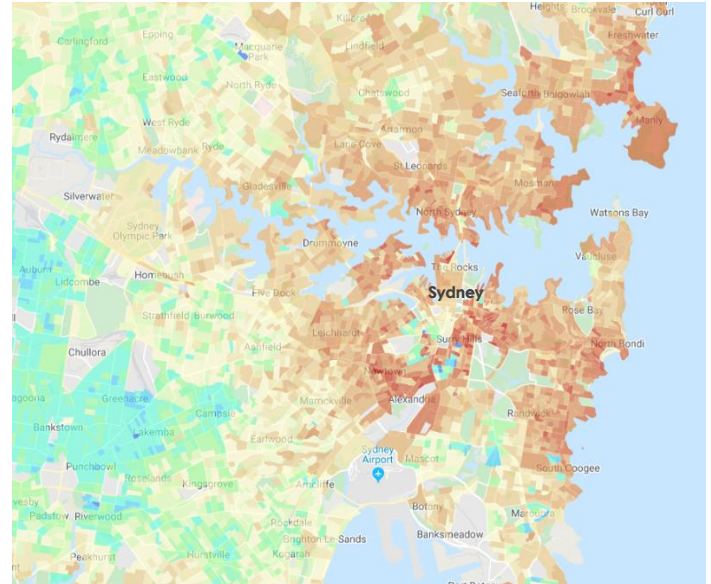 Killara
Heights
Brookvale
Curl Curl
Carlingford
Epping
Macquarie
Park
Lindfield
Freshwater
Eastwood
North Ryde
Chatswood
Seaforth
Balgowlah
Manly
West Ryde
Artarmon
Rydalmere
Meadowbank
Ryde
Lane Cove
St Leonards
Mosman
Silverwater
Gladesville
North Sydney
Watsons Bay
Sydney
Olympic Park
Drummoyne
Vaucluse
Auburn
Lidcombe
Homebush
The Rocks
Sydney
Five Dock
Rose Bay
Strathfield
Burwood
Leichhardt
Surry Hills
North Bondi
Chullora
Ashfield
Newtown
Greenacre
Campsie
Marrickville
Alexandria
Randwick
Bankstown
Lakemba
Earlwood
Sydney
Airport
Mascot
South Coogee
Punchbowl
Roselands
Kingsgrove
Arncliffe
Botany
Maroubra
Padstow
Riverwood
Rockdale
Brighton-Le Sands
Banksmeadow
Peakhurst
Hurstville
Kogarah